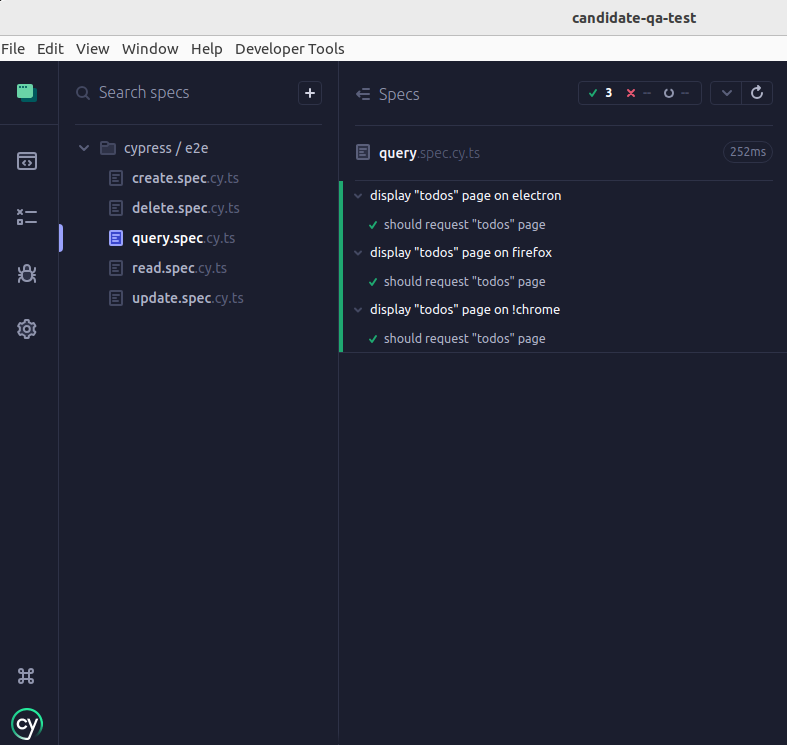 candidate-qa-test
File Edit View Window Help Developer Tools
Search specs +
cypress / e2e
create.spec.cy.ts
delete.spec.cy.ts
query.spec.cy.ts
read.spec.cy.ts
update.spec.cy.ts
cy
Specs 3 -- --
query.spec.cy.ts 252ms
display "todos" page on electron
should request "todos" page
display "todos" page on firefox
should request "todos" page
display "todos" page on !chrome
should request "todos" page